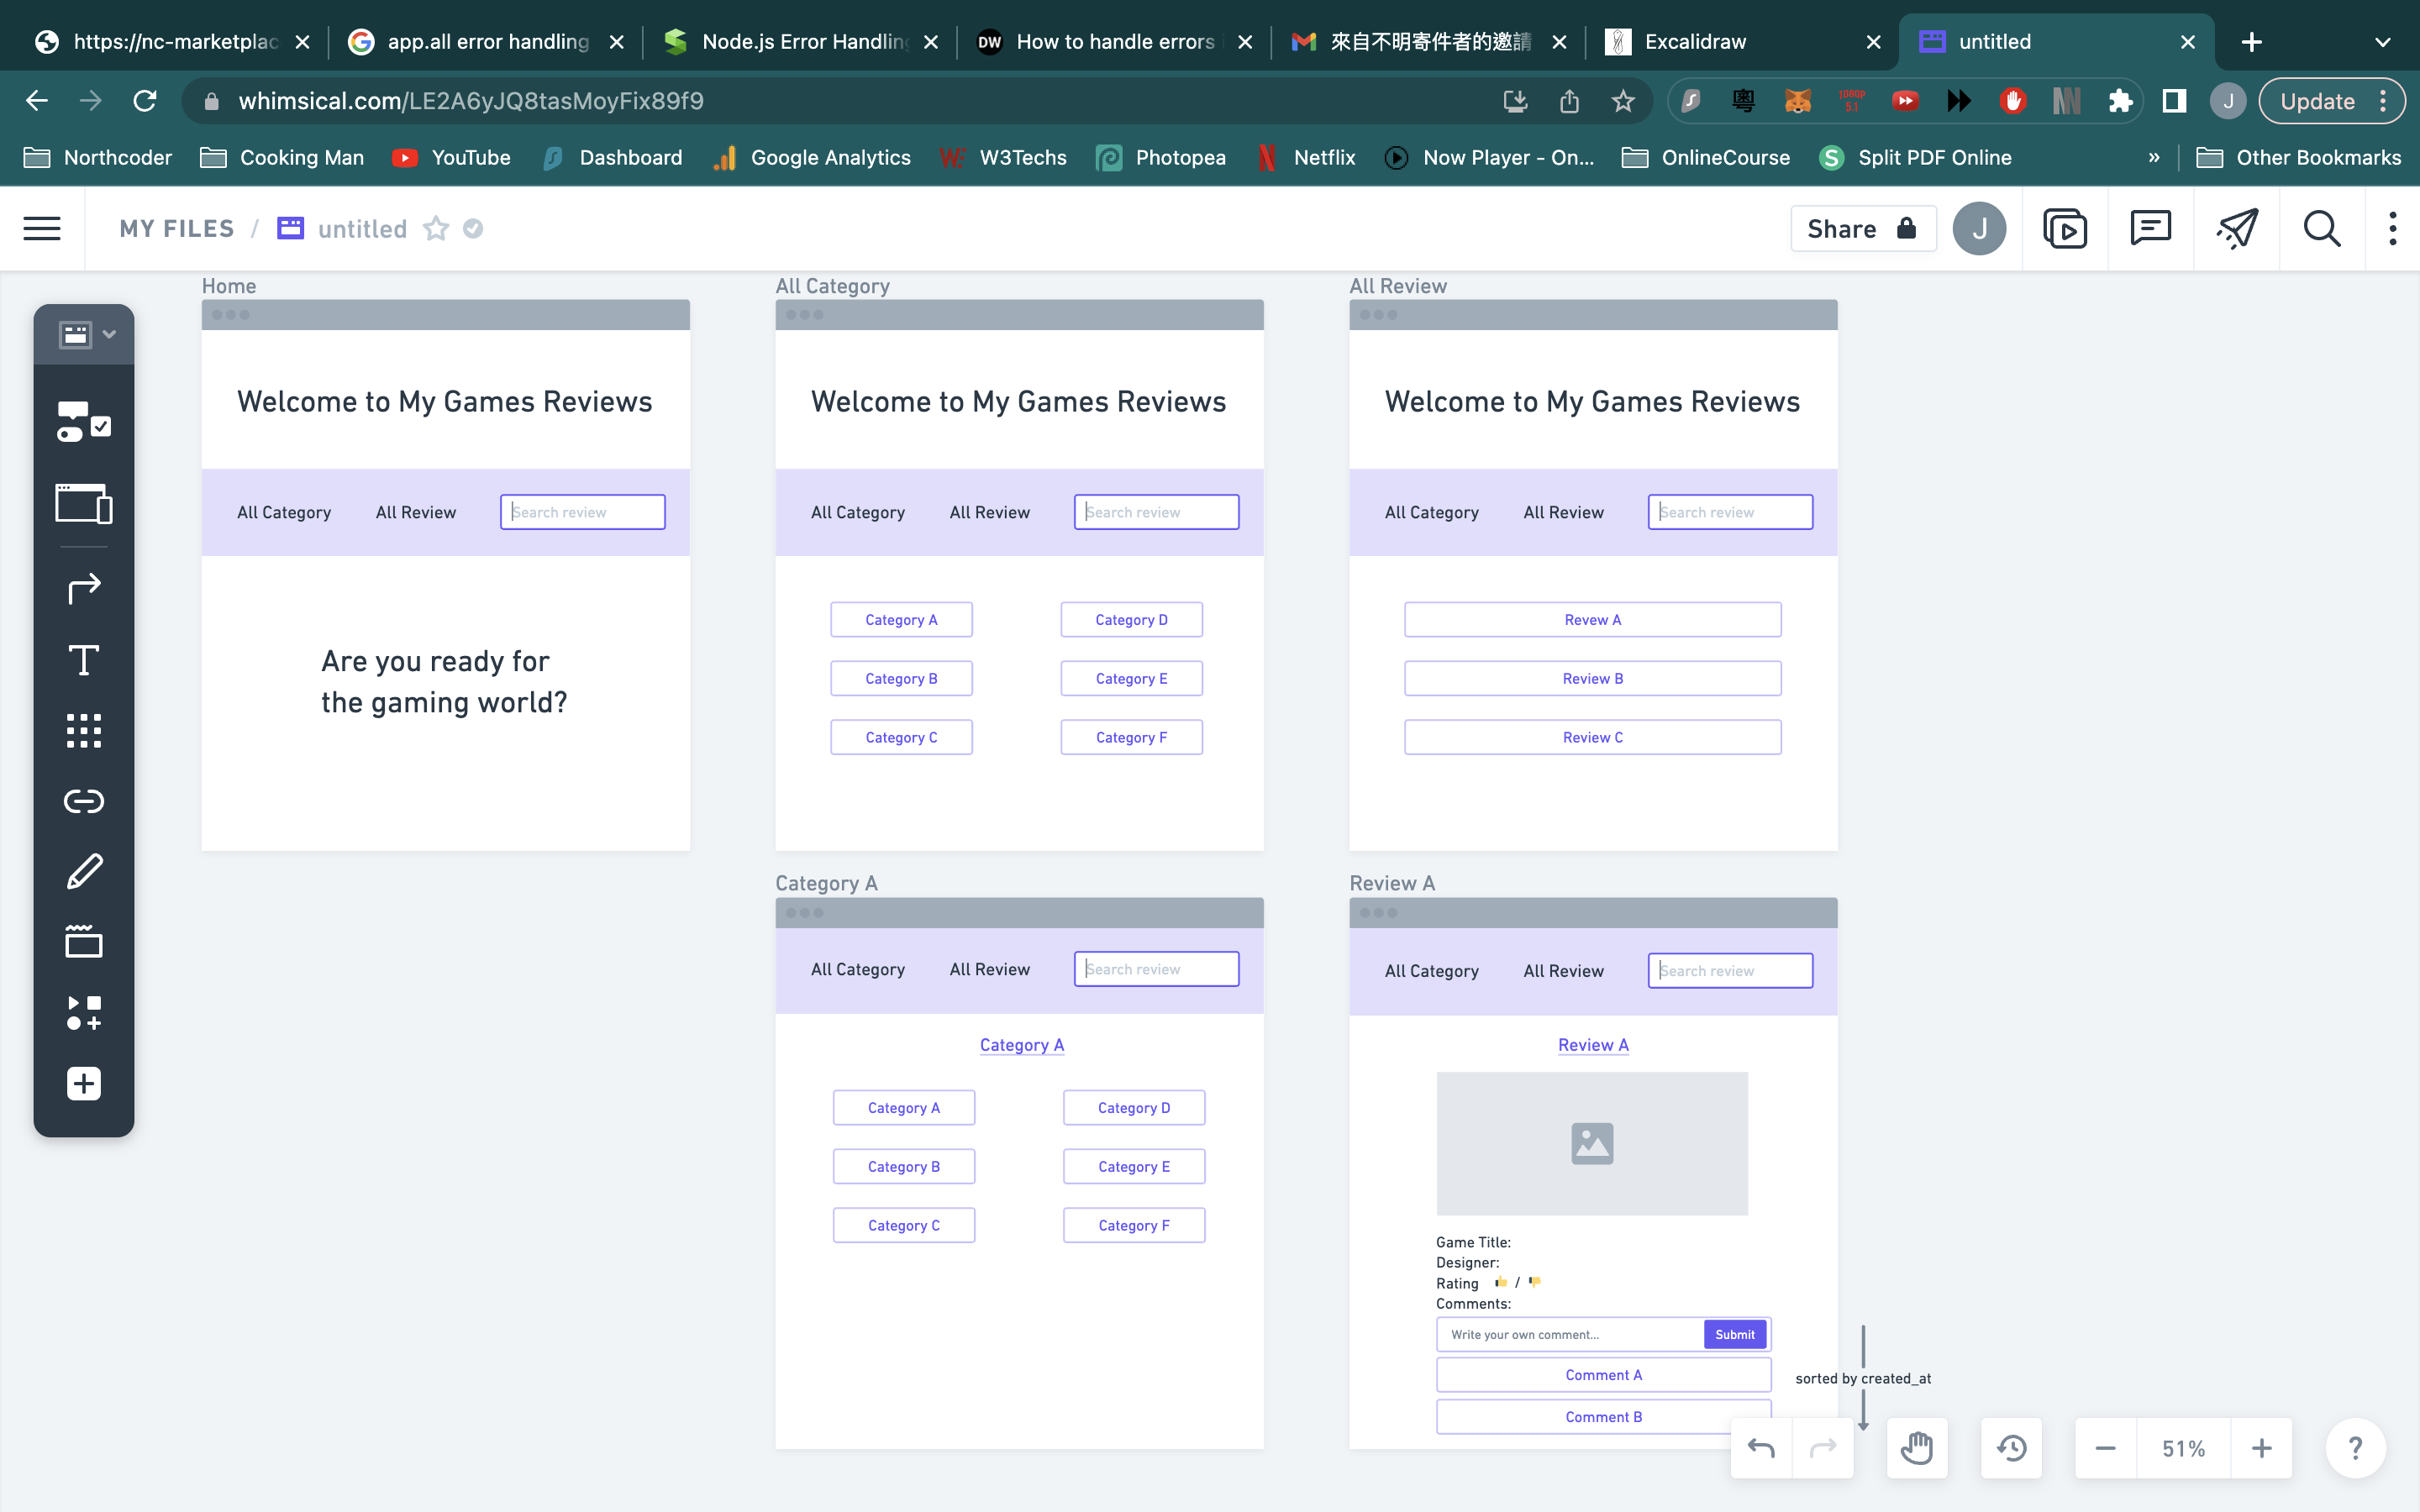 https://nc-marketplac
app.all error handling
Node.js Error Handling
DW How to handle errors
來自不明寄件者的邀請
Excalidraw
untitled
whimsical.com/LE2A6yJQ8tasMoyFix89f9
粵
1080P
5.1
J
Update
Northcoder
Cooking Man
YouTube
Dashboard
Google Analytics
W3Techs
Photopea
Netflix
Now Player - On...
OnlineCourse
S Split PDF Online
»
Other Bookmarks
MY FILES / untitled
Share
J
Home
Welcome to My Games Reviews
All Category All Review Search review
Are you ready for
the gaming world?
All Category
Welcome to My Games Reviews
All Category All Review Search review
Category A Category D
Category B Category E
Category C Category F
All Review
Welcome to My Games Reviews
All Category All Review Search review
Revew A
Review B
Review C
Category A
All Category All Review Search review
Category A
Category A Category D
Category B Category E
Category C Category F
Review A
All Category All Review Search review
Review A
Game Title:
Designer:
Rating 👍 / 👎
Comments:
Write your own comment... Submit
Comment A
Comment B
sorted by created_at
51%
?